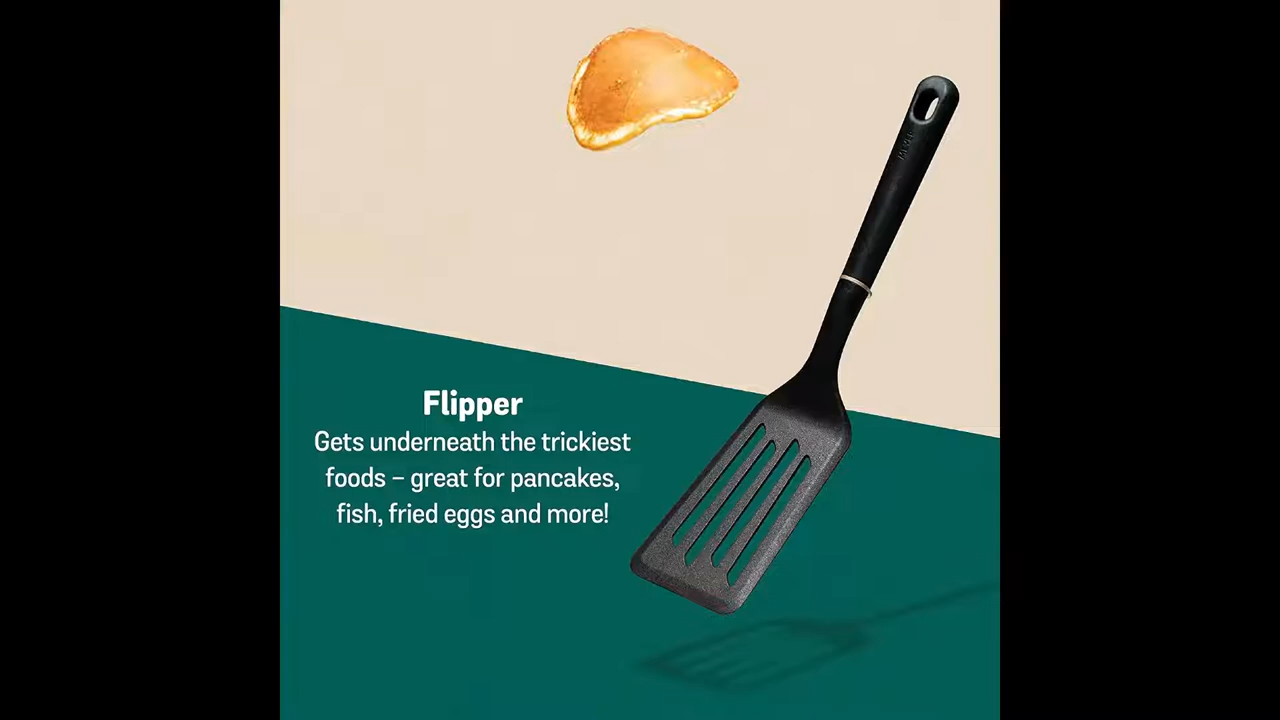 Flipper
Gets underneath the trickiest
foods – great for pancakes,
fish, fried eggs and more!